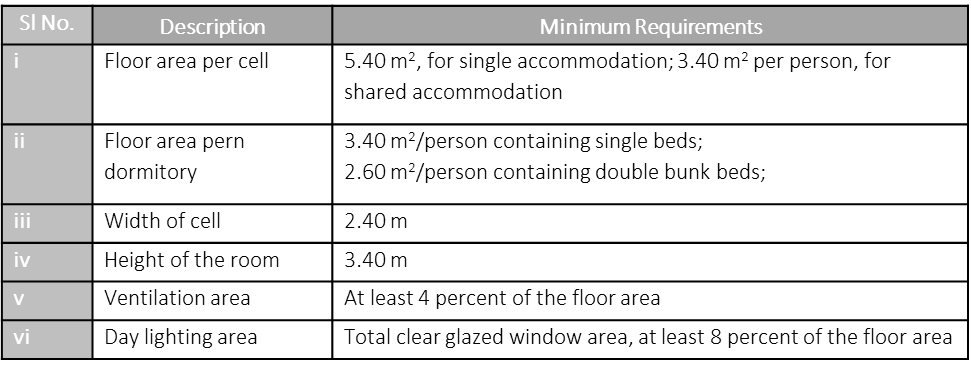 Sl No. Description Minimum Requirements
i Floor area per cell 5.40 m², for single accommodation; 3.40 m² per person, for
shared accommodation
ii Floor area pern 3.40 m²/person containing single beds;
dormitory 2.60 m²/person containing double bunk beds;
iii Width of cell 2.40 m
iv Height of the room 3.40 m
v Ventilation area At least 4 percent of the floor area
vi Day lighting area Total clear glazed window area, at least 8 percent of the floor area